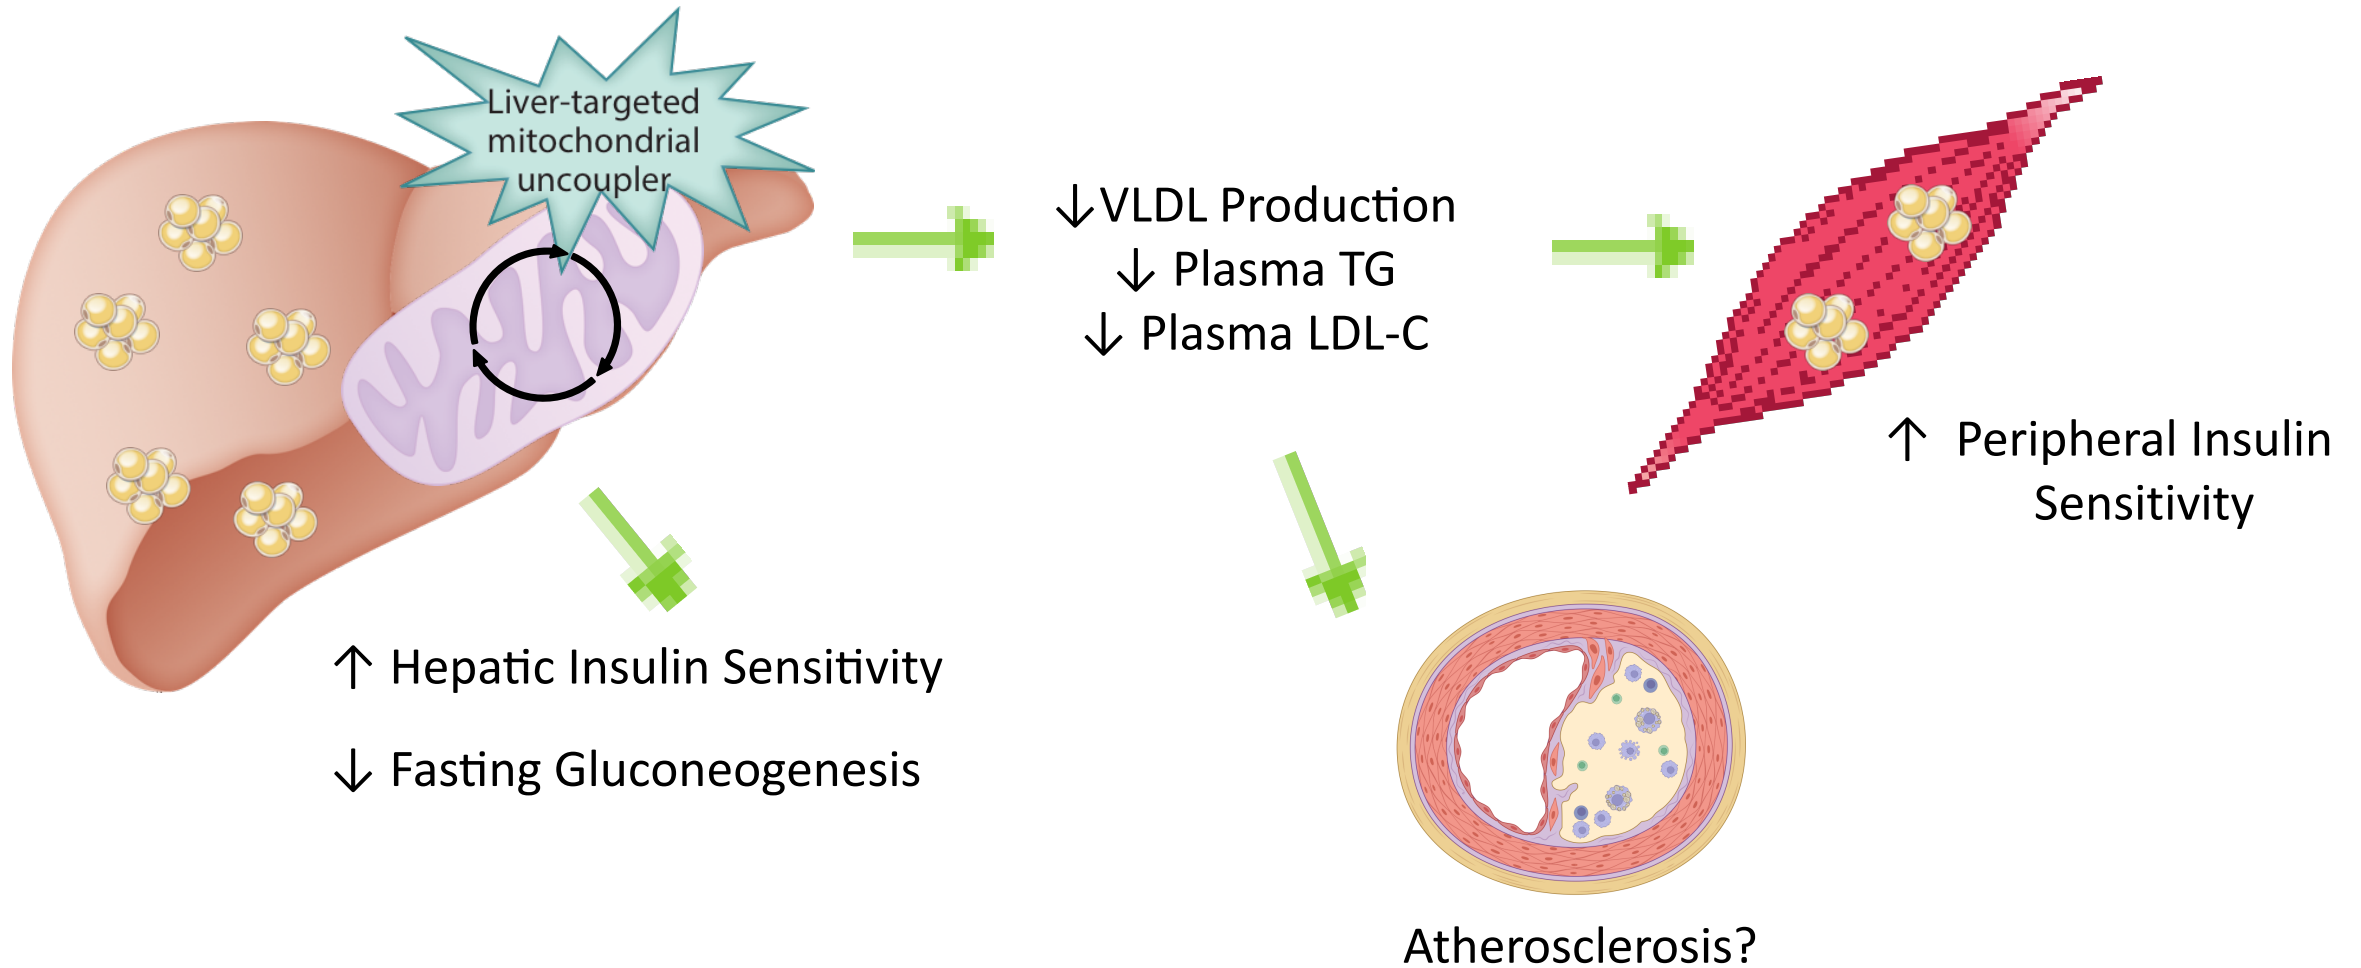 Liver-targeted
mitochondrial
uncoupler
↓VLDL Production
↓ Plasma TG
↓ Plasma LDL-C
↑ Peripheral Insulin
Sensitivity
↑ Hepatic Insulin Sensitivity
↓ Fasting Gluconeogenesis
Atherosclerosis?